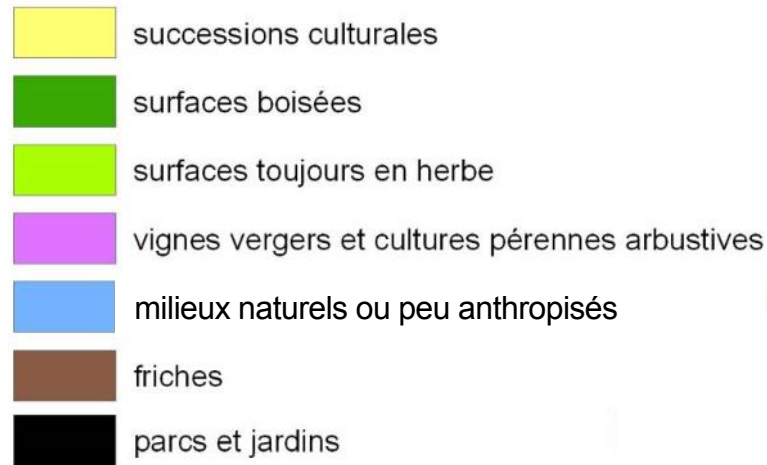 successions culturales
surfaces boisées
surfaces toujours en herbe
vignes vergers et cultures pérennes arbustives
milieux naturels ou peu anthropisés
friches
parcs et jardins